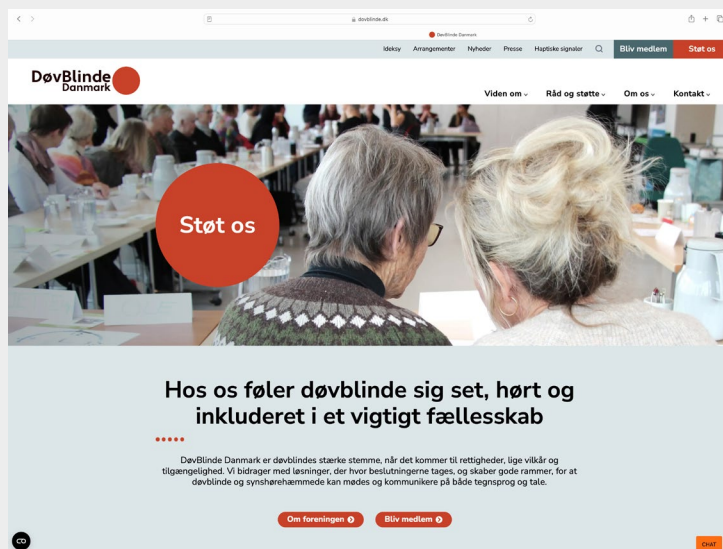 dovblinde.dk
DøvBlinde Danmark
Ideksy Arrangementer Nyheder Presse Haptiske signaler Bliv medlem Støt os
DøvBlinde
Danmark
Viden om Råd og støtte Om os Kontakt
Støt os
Hos os føler døvblinde sig set, hørt og
inkluderet i et vigtigt fællesskab
DøvBlinde Danmark er døvblindes stærke stemme, når det kommer til rettigheder, lige vilkår og
tilgængelighed. Vi bidrager med løsninger, der hvor beslutningerne tages, og skaber gode rammer, for at
døvblinde og synshørehæmmede kan mødes og kommunikere på både tegnsprog og tale.
Om foreningen Bliv medlem
CHAT